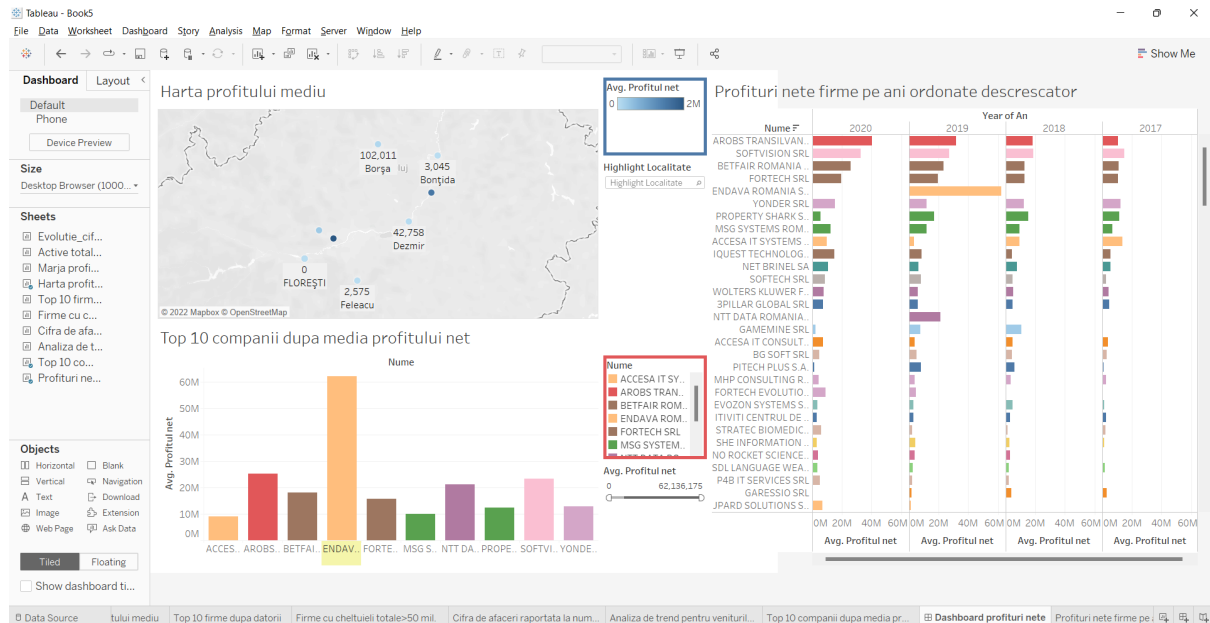 Tableau - Book5
File Data Worksheet Dashboard Story Analysis Map Format Server Window Help
Show Me
Dashboard Layout
Default
Phone
Device Preview
Size
Desktop Browser (1000...
Sheets
Evolutie_cif...
Active total...
Marja profi...
Harta profit...
Top 10 firm...
Firme cu c...
Cifra de afa...
Analiza de t...
Top 10 co...
Profituri ne...
Objects
Horizontal Blank
Vertical Navigation
A Text Download
Image Extension
Web Page Ask Data
Tiled Floating
Show dashboard ti...
Harta profitului mediu
102,011
Borșa
luj
3,045
Bonțida
42,758
Dezmir
0
FLOREȘTI
2,575
Feleacu
© 2022 Mapbox © OpenStreetMap
Avg. Profitul net
0 2M
Highlight Localitate
Highlight Localitate
Top 10 companii dupa media profitului net
Nume
Avg. Profitul net
60M
50M
40M
30M
20M
10M
0M
ACCES.. AROBS.. BETFAI.. ENDAV.. FORTE.. MSG S.. NTT DA.. PROPE.. SOFTVI.. YONDE..
Nume
ACCESA IT SY..
AROBS TRAN..
BETFAIR ROM..
ENDAVA ROM..
FORTECH SRL
MSG SYSTEM..
Avg. Profitul net
0 62,136,175
Profituri nete firme pe ani ordonate descrescator
Year of An
Nume 2020 2019 2018 2017
AROBS TRANSILVAN..
SOFTVISION SRL
BETFAIR ROMANIA ..
FORTECH SRL
ENDAVA ROMANIA S..
YONDER SRL
PROPERTY SHARK S..
MSG SYSTEMS ROM..
ACCESA IT SYSTEMS ..
IQUEST TECHNOLOG..
NET BRINEL SA
SOFTECH SRL
WOLTERS KLUWER F..
3PILLAR GLOBAL SRL
NTT DATA ROMANIA..
GAMEMINE SRL
ACCESA IT CONSULT..
BG SOFT SRL
PITECH PLUS S.A.
MHP CONSULTING R..
FORTECH EVOLUTIO..
EVOZON SYSTEMS S..
ITIVITI CENTRUL DE ..
STRATEC BIOMEDIC..
SHE INFORMATION ..
NO ROCKET SCIENCE..
SDL LANGUAGE WEA..
P4B IT SERVICES SRL
GARESSIO SRL
JPARD SOLUTIONS S..
0M 20M 40M 60M 0M 20M 40M 60M 0M 20M 40M 60M 0M 20M 40M 60M
Avg. Profitul net Avg. Profitul net Avg. Profitul net Avg. Profitul net
Data Source tului mediu Top 10 firme dupa datorii Firme cu cheltuieli totale>50 mil. Cifra de afaceri raportata la num... Analiza de trend pentru venituril... Top 10 companii dupa media pr... Dashboard profituri nete Profituri nete firme pe